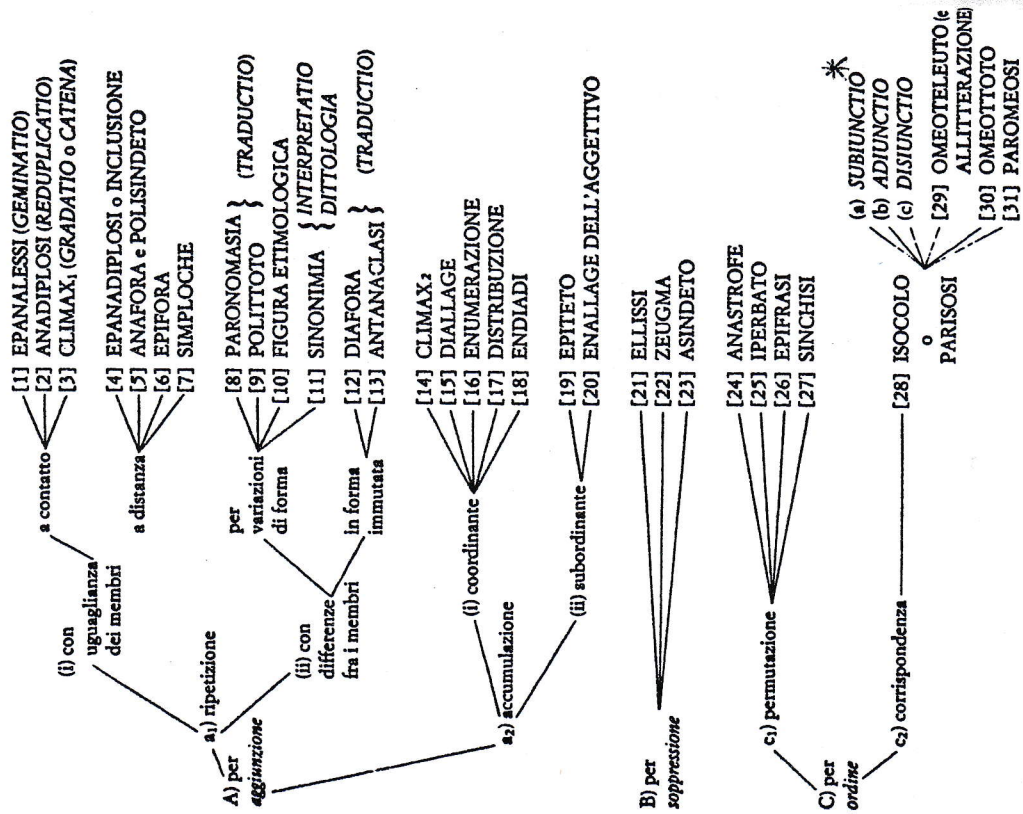 A) per
aggiunzione
a₁) ripetizione
(i) con
uguaglianza
dei membri
a contatto
[1] EPANALESSI (GEMINATIO)
[2] ANADIPLOSI (REDUPLICATIO)
[3] CLIMAX₁ (GRADATIO o CATENA)
a distanza
[4] EPANADIPLOSI o INCLUSIONE
[5] ANAFORA e POLISINDETO
[6] EPIFORA
[7] SIMPLOCHE
(ii) con
differenze
fra i membri
per
variazioni
di forma
[8] PARONOMASIA } (TRADUCTIO)
[9] POLITTOTO
[10] FIGURA ETIMOLOGICA
[11] SINONIMIA { INTERPRETATIO
DITTOLOGIA
in forma
immutata
[12] DIAFORA } (TRADUCTIO)
[13] ANTANACLASI
a₂) accumulazione
(i) coordinante
[14] CLIMAX₂
[15] DIALLAGE
[16] ENUMERAZIONE
[17] DISTRIBUZIONE
[18] ENDIADI
(ii) subordinante
[19] EPITETO
[20] ENALLAGE DELL'AGGETTIVO
B) per
soppressione
[21] ELLISSI
[22] ZEUGMA
[23] ASINDETO
C) per
ordine
c₁) permutazione
[24] ANASTROFE
[25] IPERBATO
[26] EPIFRASI
[27] SINCHISI
c₂) corrispondenza
[28] ISOCOLO
o
PARISOSI
(a) SUBIUNCTIO *
(b) ADIUNCTIO
(c) DISIUNCTIO
[29] OMEOTELEUTO (e
ALLITTERAZIONE)
[30] OMEOTTOTO
[31] PAROMEOSI